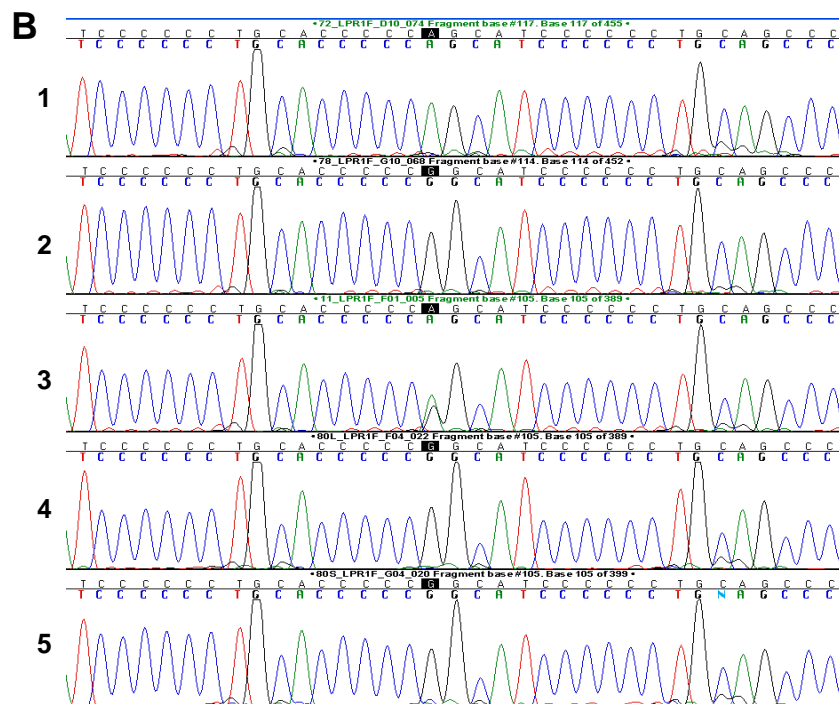 B
•72_LPR1F_D10_074 Fragment base #117. Base 117 of 455•
T C C C C C C T G C A C C C C C A G C A T C C C C C C T G C A G C C C
T C C C C C C T G C A C C C C C A G C A T C C C C C C T G C A G C C C
1
•78_LPR1F_G10_068 Fragment base #114. Base 114 of 452•
T C C C C C C T G C A C C C C C G G C A T C C C C C C T G C A G C C C
T C C C C C C T G C A C C C C C G G C A T C C C C C C T G C A G C C C
2
•11_LPR1F_F01_005 Fragment base #105. Base 105 of 389•
T C C C C C C T G C A C C C C C A G C A T C C C C C C T G C A G C C C
T C C C C C C T G C A C C C C C A G C A T C C C C C C T G C A G C C C
3
•80L_LPR1F_F04_022 Fragment base #105. Base 105 of 389•
T C C C C C C T G C A C C C C C G G C A T C C C C C C T G C A G C C C
T C C C C C C T G C A C C C C C G G C A T C C C C C C T G C A G C C C
4
•80S_LPR1F_G04_020 Fragment base #105. Base 105 of 399•
T C C C C C C T G C A C C C C C G G C A T C C C C C C T G C A G C C C
T C C C C C C T G C A C C C C C G G C A T C C C C C C T G N A G C C C
5